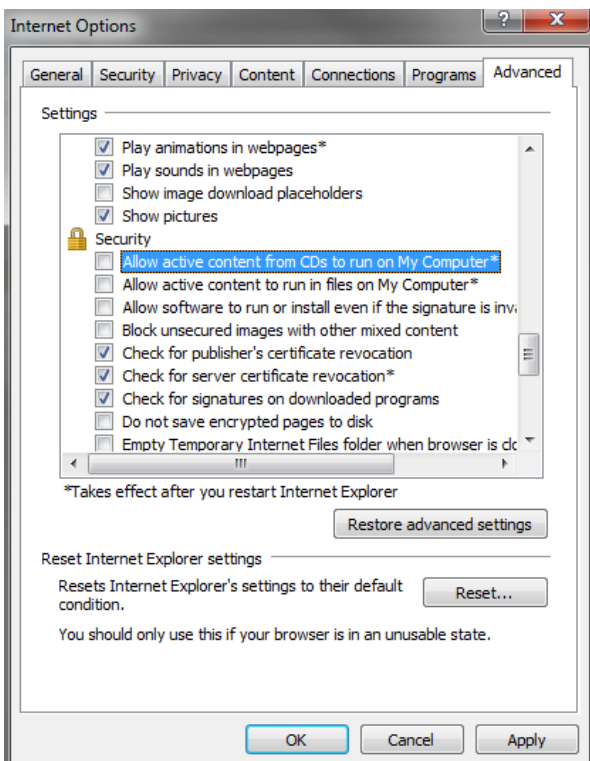 Internet Options
General Security Privacy Content Connections Programs Advanced
Settings
Play animations in webpages*
Play sounds in webpages
Show image download placeholders
Show pictures
Security
Allow active content from CDs to run on My Computer*
Allow active content to run in files on My Computer*
Allow software to run or install even if the signature is
Block unsecured images with other mixed content
Check for publisher's certificate revocation
Check for server certificate revocation*
Check for signatures on downloaded programs
Do not save encrypted pages to disk
Empty Temporary Internet Files folder when browser is
*Takes effect after you restart Internet Explorer
Restore advanced settings
Reset Internet Explorer settings
Resets Internet Explorer's settings to their default
condition.
Reset...
You should only use this if your browser is in an unusable state.
OK Cancel Apply